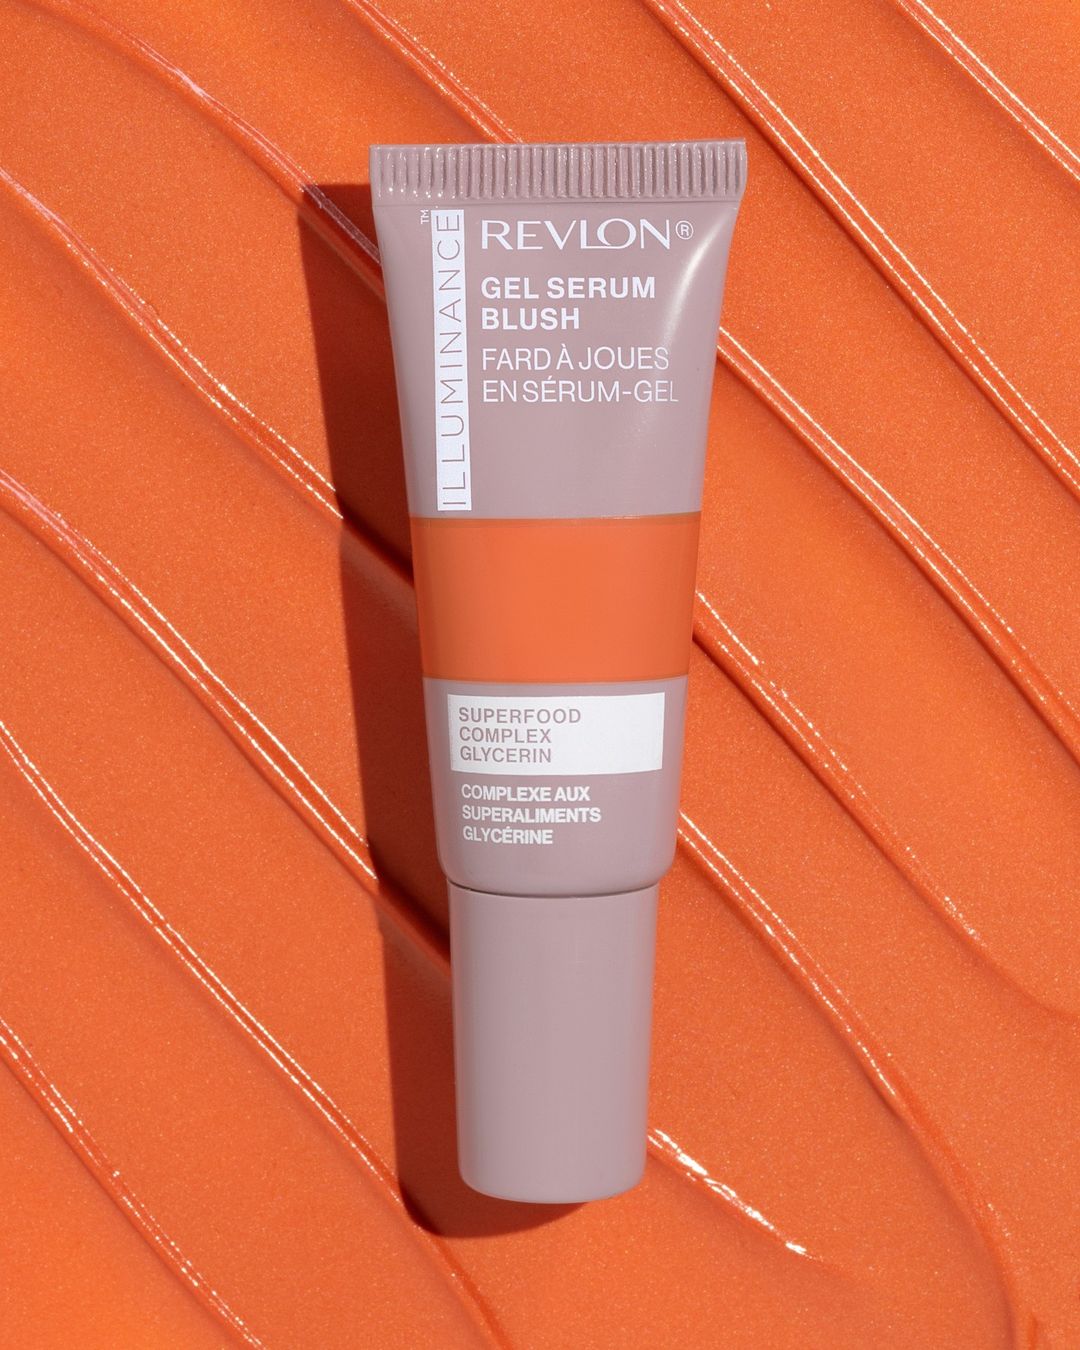 REVLON®
ILLUMINANCE™
GEL SERUM
BLUSH
FARD À JOUES
EN SÉRUM-GEL
SUPERFOOD
COMPLEX
GLYCERIN
COMPLEXE AUX
SUPERALIMENTS
GLYCÉRINE